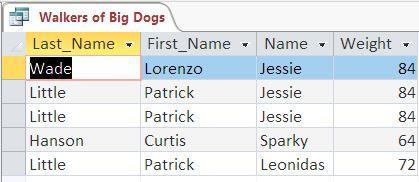 Walkers of Big Dogs
Last_Name First_Name Name Weight
Wade Lorenzo Jessie 84
Little Patrick Jessie 84
Little Patrick Jessie 84
Hanson Curtis Sparky 64
Little Patrick Leonidas 72